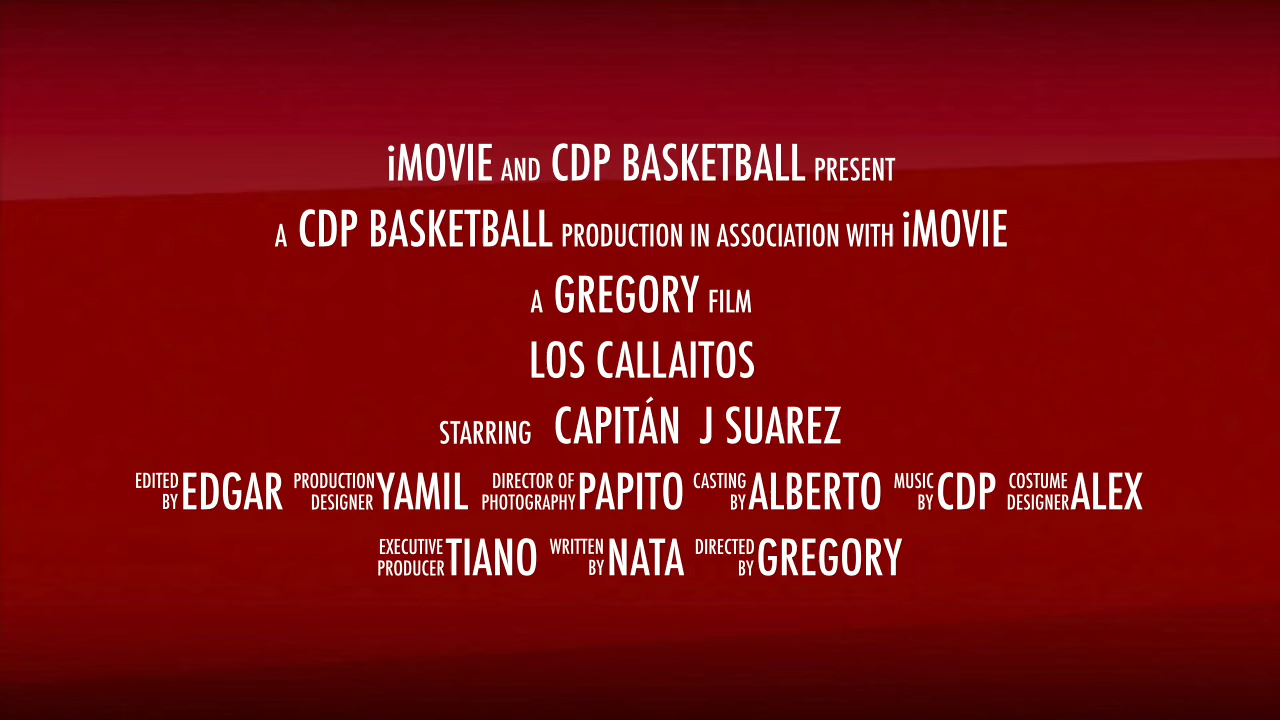 iMOVIE AND CDP BASKETBALL PRESENT
A CDP BASKETBALL PRODUCTION IN ASSOCIATION WITH iMOVIE
A GREGORY FILM
LOS CALLAITOS
STARRING CAPITÁN J SUAREZ
EDITED BY EDGAR PRODUCTION DESIGNER YAMIL DIRECTOR OF PHOTOGRAPHY PAPITO CASTING BY ALBERTO MUSIC BY CDP COSTUME DESIGNER ALEX
EXECUTIVE PRODUCER TIANO WRITTEN BY NATA DIRECTED BY GREGORY